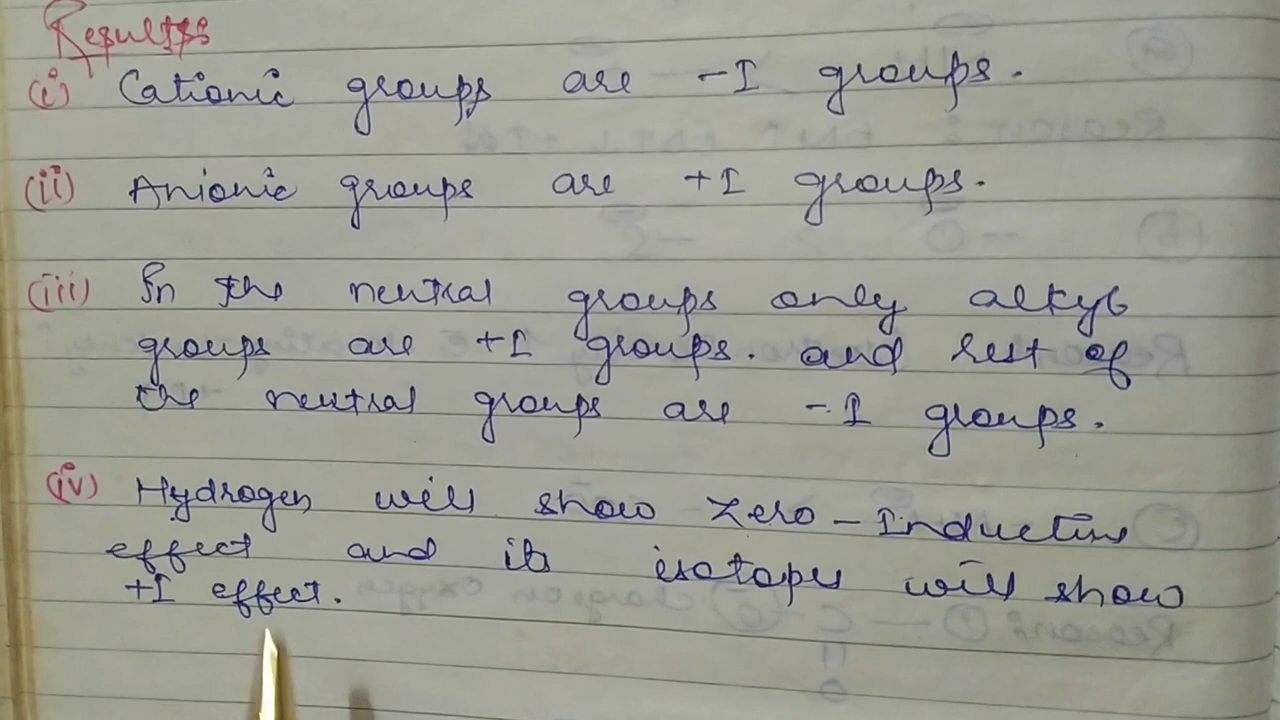 Results
(i) Cationic groups are -I groups.
(ii) Anionic groups are +I groups.
(iii) In the neutral groups only alkyl
groups are +I groups. and rest of
the neutral groups are -I groups.
(iv) Hydrogen will show Zero-Inductive
effect and its isotopes will show
+I effect.